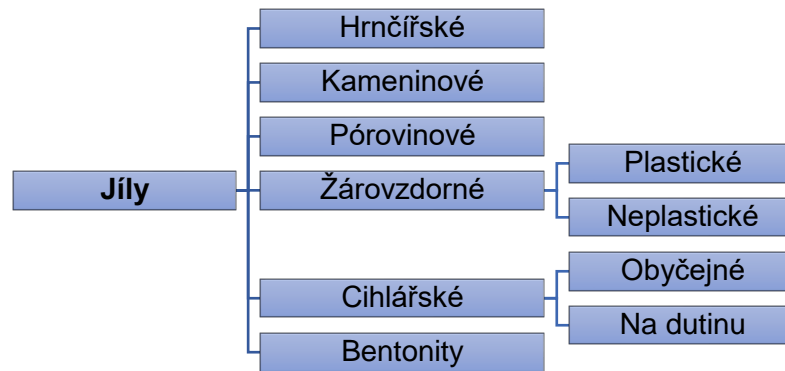 Jíly
Hrnčířské
Kameninové
Pórovinové
Žárovzdorné
Plastické
Neplastické
Cihlářské
Obyčejné
Na dutinu
Bentonity